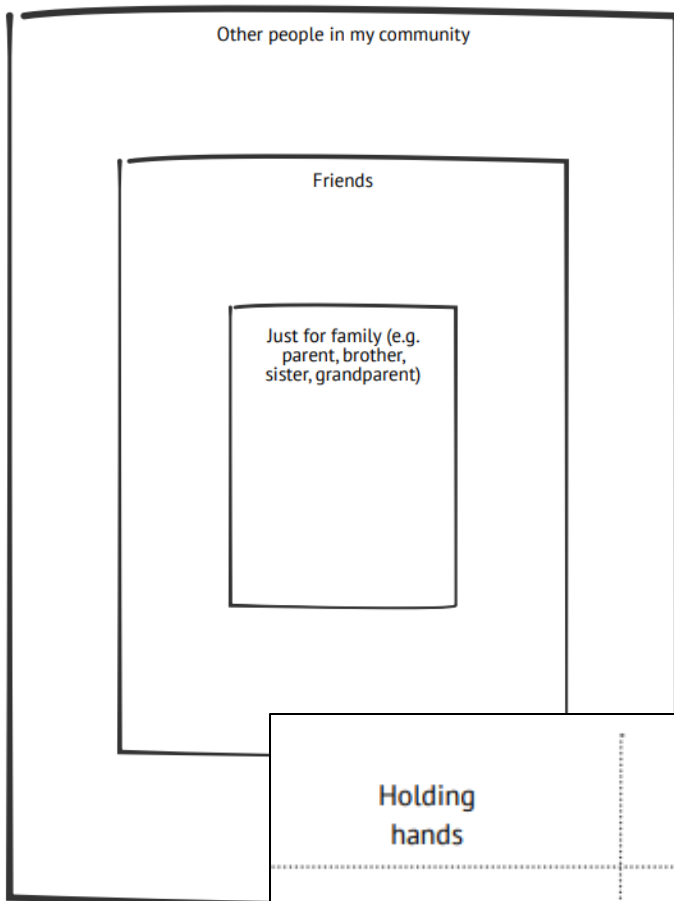 Other people in my community
Friends
Just for family (e.g.
parent, brother,
sister, grandparent)
Holding
hands